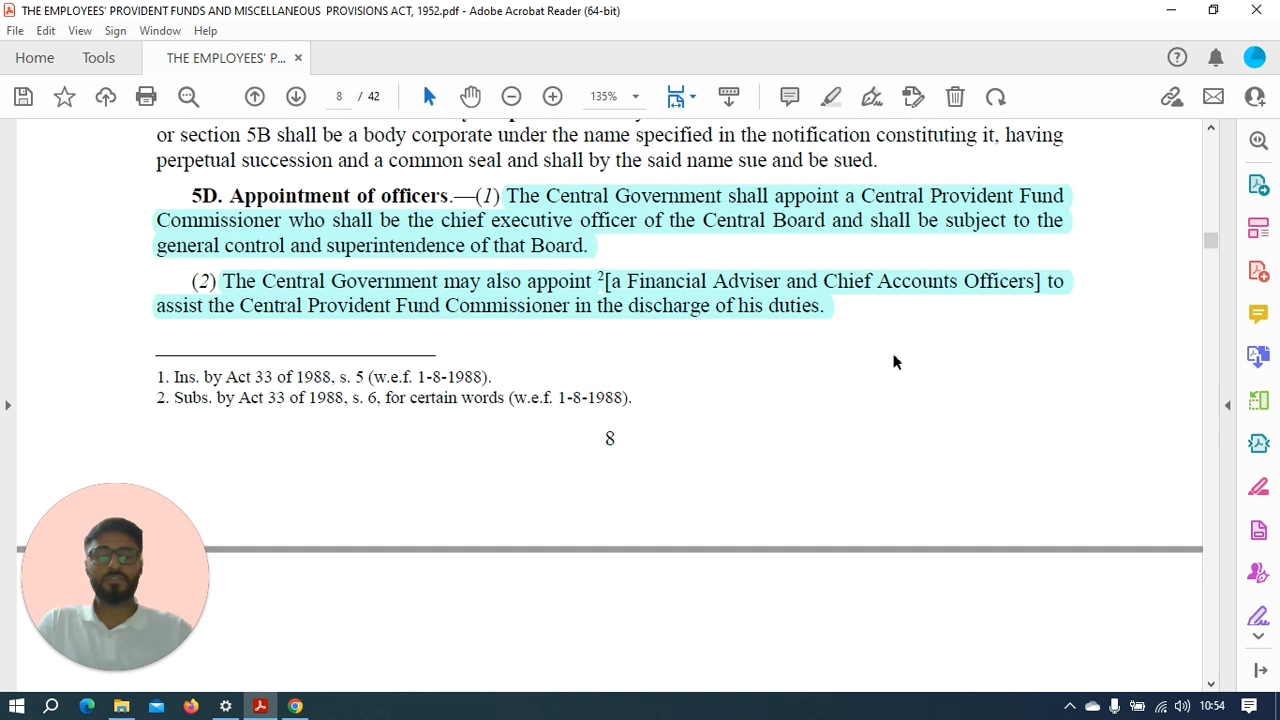 THE EMPLOYEES' PROVIDENT FUNDS AND MISCELLANEOUS PROVISIONS ACT, 1952.pdf - Adobe Acrobat Reader (64-bit)
File Edit View Sign Window Help
Home Tools THE EMPLOYEES' P...
8 / 42 135%
or section 5B shall be a body corporate under the name specified in the notification constituting it, having
perpetual succession and a common seal and shall by the said name sue and be sued.
5D. Appointment of officers.—(1) The Central Government shall appoint a Central Provident Fund
Commissioner who shall be the chief executive officer of the Central Board and shall be subject to the
general control and superintendence of that Board.
(2) The Central Government may also appoint 2[a Financial Adviser and Chief Accounts Officers] to
assist the Central Provident Fund Commissioner in the discharge of his duties.
1. Ins. by Act 33 of 1988, s. 5 (w.e.f. 1-8-1988).
2. Subs. by Act 33 of 1988, s. 6, for certain words (w.e.f. 1-8-1988).
8
10:54